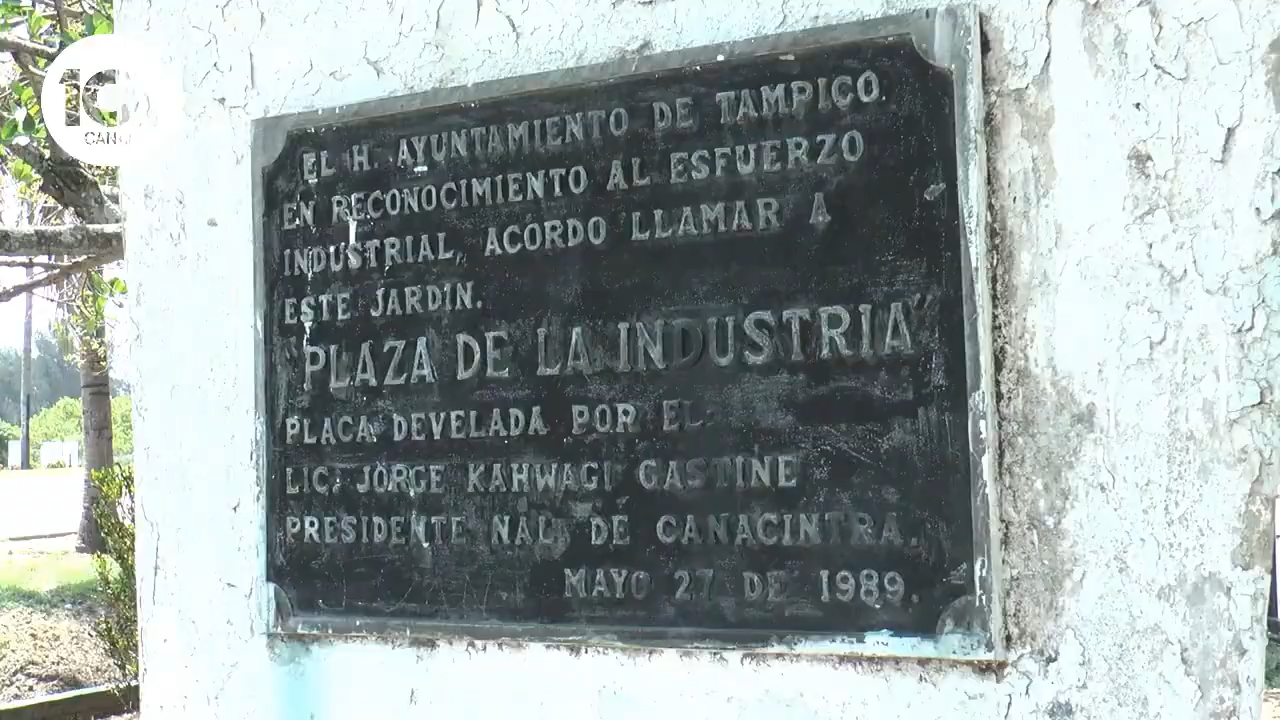 EL H. AYUNTAMIENTO DE TAMPICO.
EN RECONOCIMIENTO AL ESFUERZO
INDUSTRIAL, ACORDO LLAMAR A
ESTE JARDIN.
"PLAZA DE LA INDUSTRIA"
PLACA DEVELADA POR EL
LIC. JORGE KAHWAGI GASTINE
PRESIDENTE NAL. DE CANACINTRA.
MAYO 27 DE 1989.